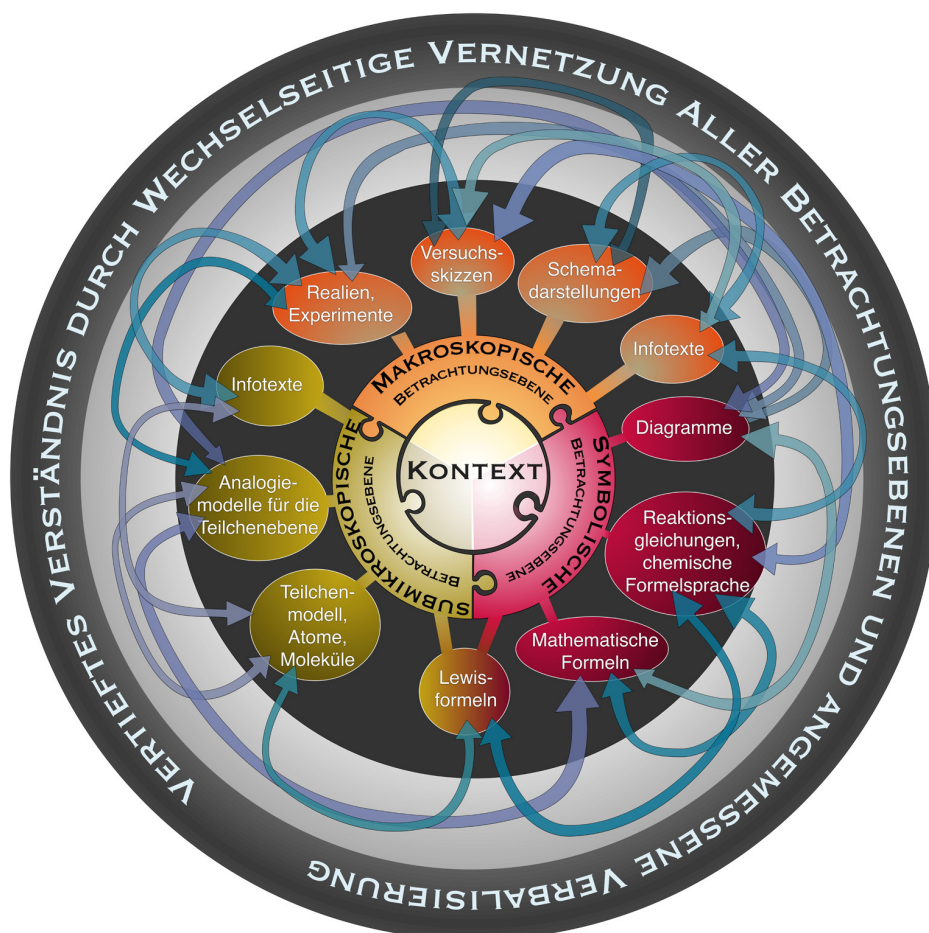 VERTIEFTES VERSTÄNDNIS DURCH WECHSELSEITIGE VERNETZUNG ALLER BETRACHTUNGSEBENEN UND ANGEMESSENE VERBALISIERUNG
Versuchs-
skizzen
Schema-
darstellungen
Realien,
Experimente
Infotexte
Infotexte
MAKROSKOPISCHE
BETRACHTUNGSEBENE
Diagramme
KONTEXT
SYMBOLISCHE
BETRACHTUNGSEBENE
SUBMIKROSKOPISCHE
BETRACHTUNGSEBENE
Analogie-
modelle für die
Teilchenebene
Reaktions-
gleichungen,
chemische
Formelsprache
Teilchen-
modell,
Atome,
Moleküle
Mathematische
Formeln
Lewis-
formeln